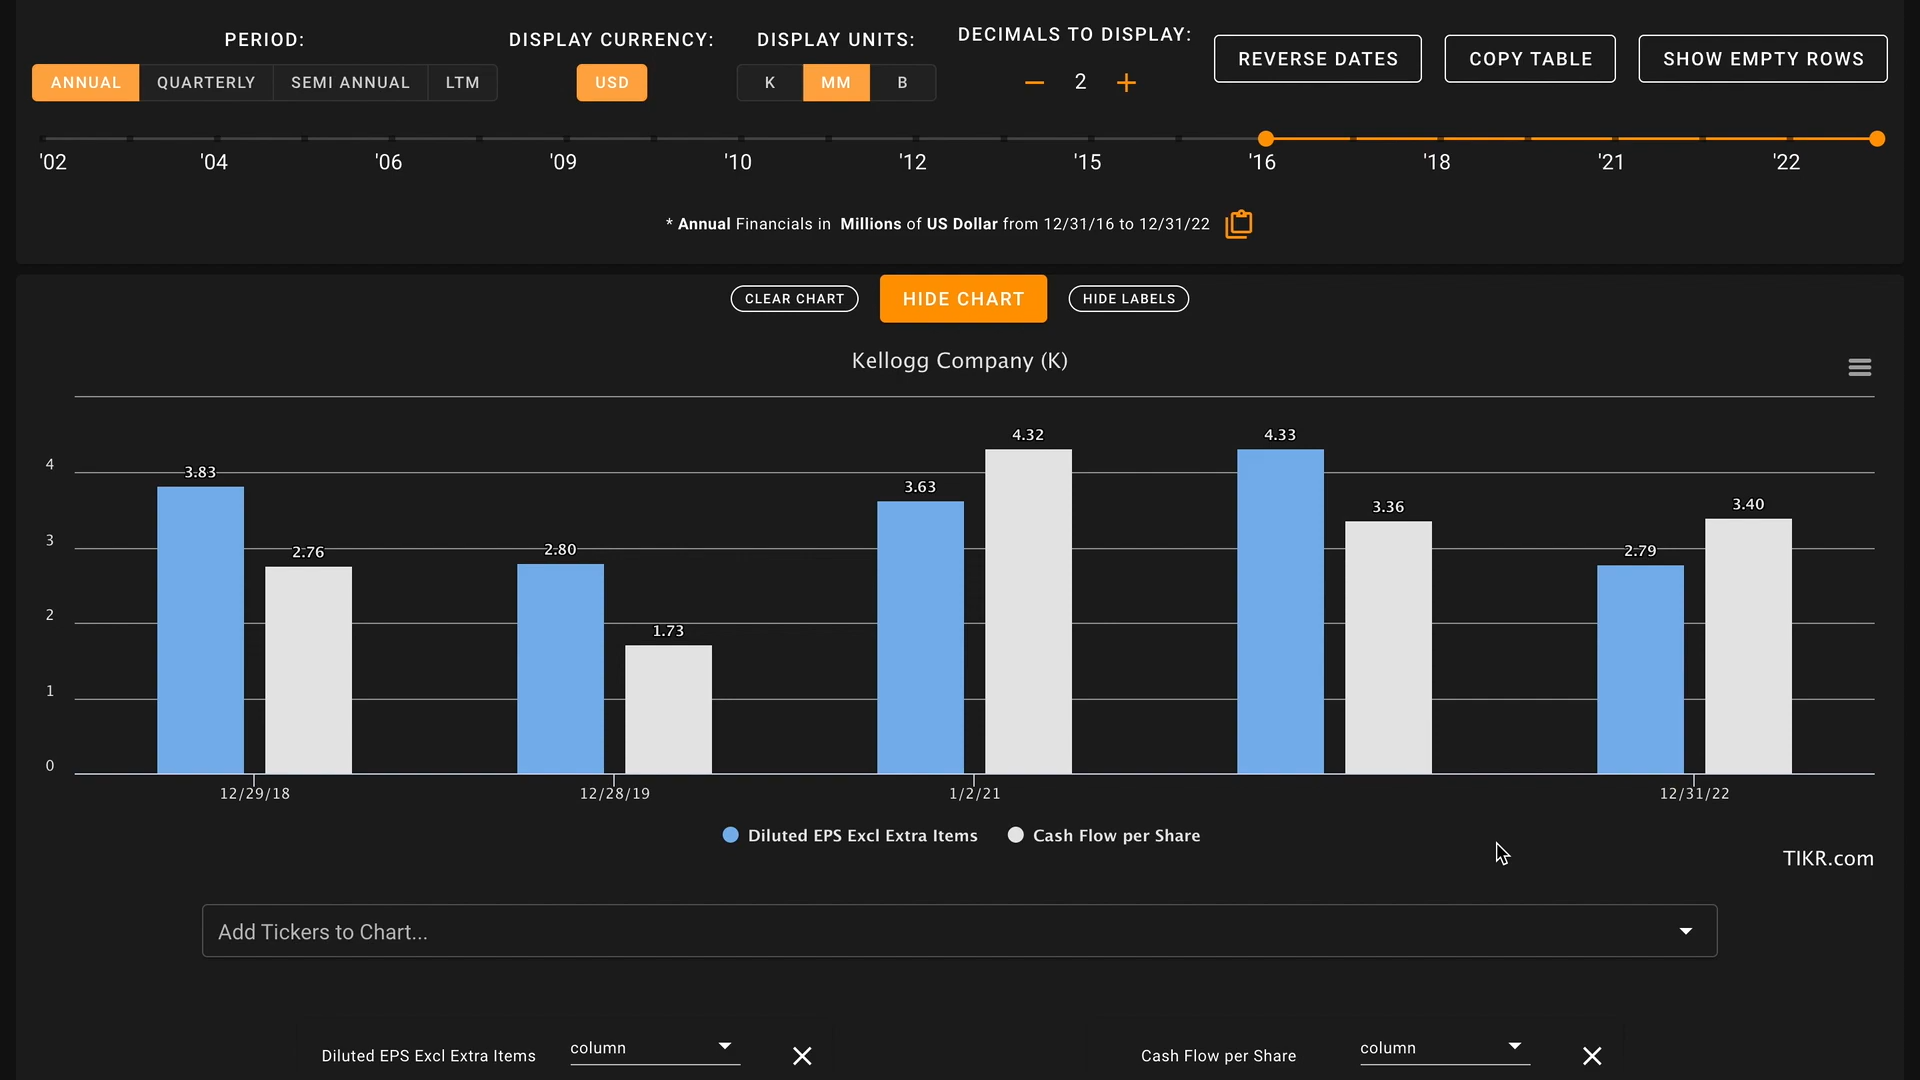 PERIOD:
DISPLAY CURRENCY:
DISPLAY UNITS:
DECIMALS TO DISPLAY:
ANNUAL QUARTERLY SEMI ANNUAL LTM
USD
K MM B
2
REVERSE DATES
COPY TABLE
SHOW EMPTY ROWS
'02 '04 '06 '09 '10 '12 '15 '16 '18 '21 '22
* Annual Financials in Millions of US Dollar from 12/31/16 to 12/31/22
CLEAR CHART
HIDE CHART
HIDE LABELS
Kellogg Company (K)
4
3
2
1
0
3.83
2.76
2.80
1.73
3.63
4.32
4.33
3.36
2.79
3.40
12/29/18 12/28/19 1/2/21 12/31/22
Diluted EPS Excl Extra Items Cash Flow per Share
TIKR.com
Add Tickers to Chart...
Diluted EPS Excl Extra Items column
Cash Flow per Share column